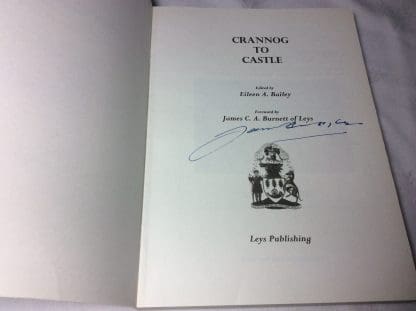 CRANNOG
TO
CASTLE
Edited by
Eileen A. Bailey
Foreword by
James C. A. Burnett of Leys
Leys Publishing